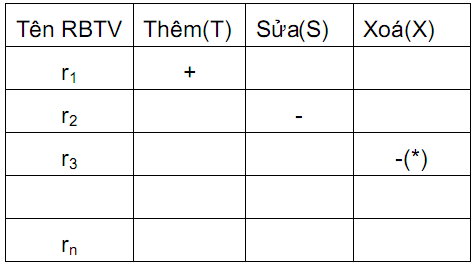 Tên RBTV Thêm(T) Sửa(S) Xoá(X)
r1 +
r2 -
r3 -(*)
rn